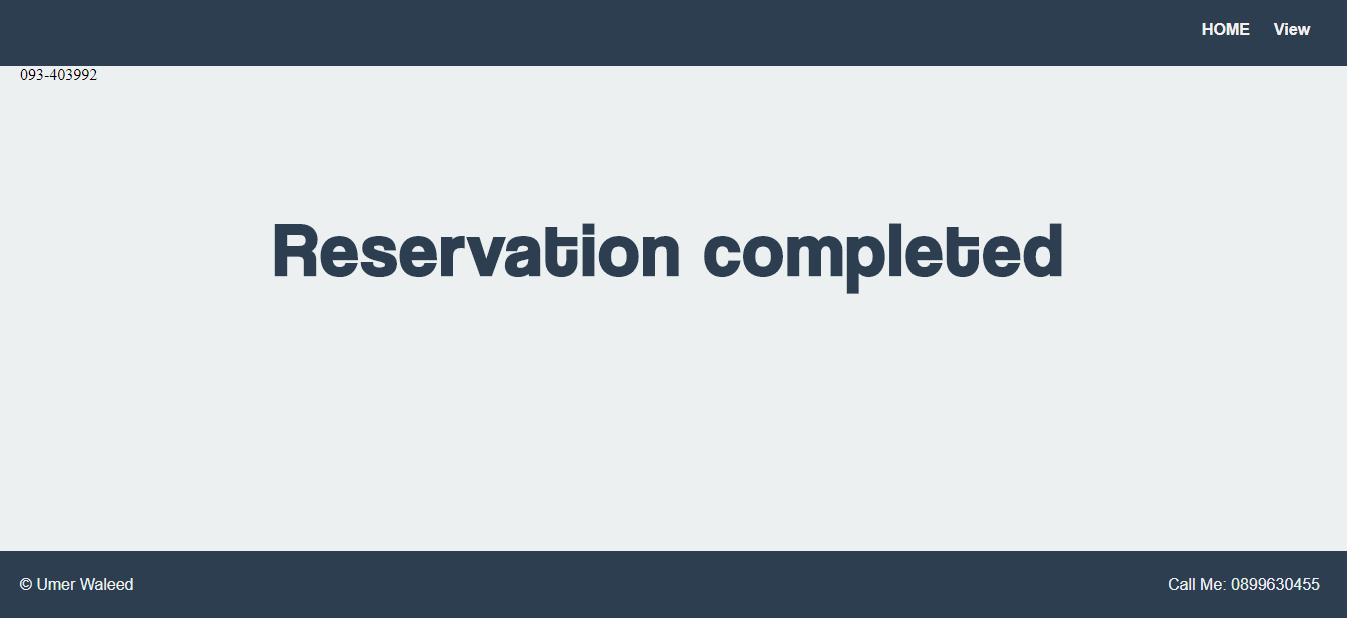 HOME View
093-403992
Reservation completed
© Umer Waleed
Call Me: 0899630455